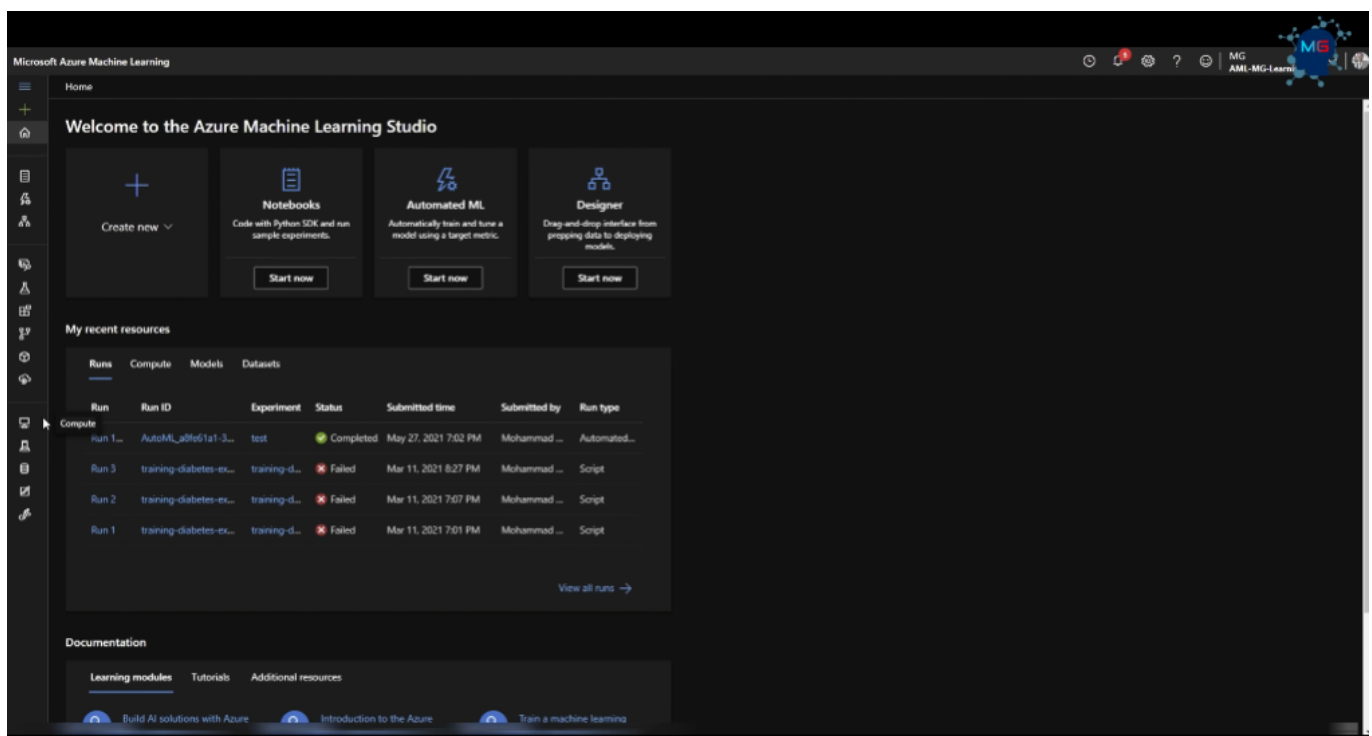 MG
Microsoft Azure Machine Learning
1
?
MG
AML-MG-Learni
Home
Welcome to the Azure Machine Learning Studio
Create new
Notebooks
Code with Python SDK and run
sample experiments.
Start now
Automated ML
Automatically train and tune a
model using a target metric.
Start now
Designer
Drag-and-drop interface from
prepping data to deploying
models.
Start now
My recent resources
Runs Compute Models Datasets
Run Run ID Experiment Status Submitted time Submitted by Run type
Compute
Run 1... test Completed May 27, 2021 7:02 PM Mohammad ... Automated...
Run 3 training-diabetes-ex... training-d... Failed Mar 11, 2021 8:27 PM Mohammad ... Script
Run 2 training-diabetes-ex... training-d... Failed Mar 11, 2021 7:07 PM Mohammad ... Script
Run 1 training-diabetes-ex... training-d... Failed Mar 11, 2021 7:01 PM Mohammad ... Script
View all runs →
Documentation
Learning modules Tutorials Additional resources
Build AI solutions with Azure Introduction to the Azure Train a machine learning